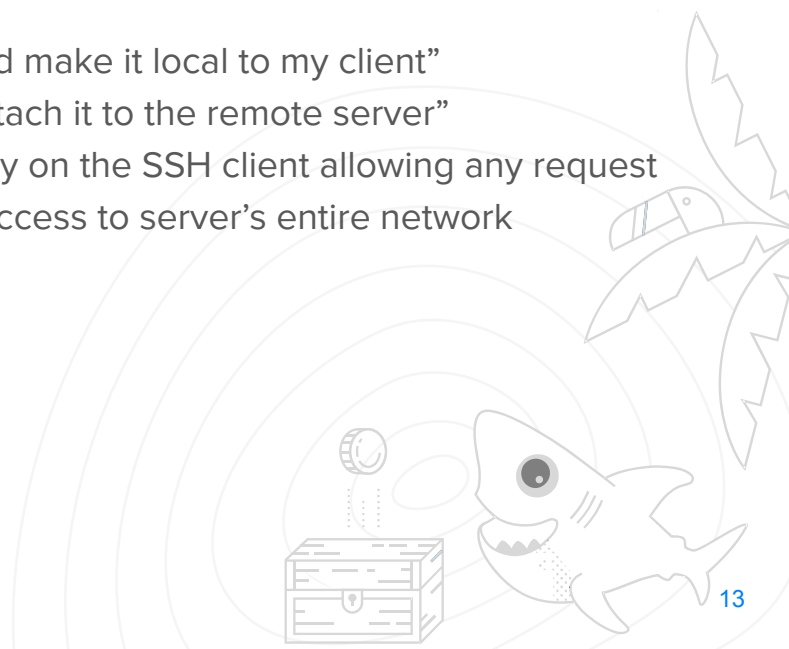 d make it local to my client”
tach it to the remote server”
y on the SSH client allowing any request
ccess to server’s entire network
13